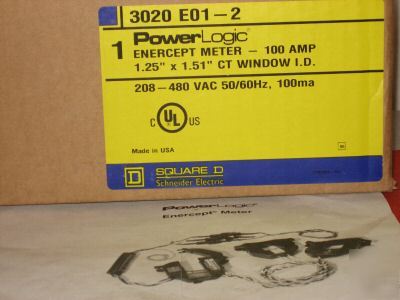 3020 E01-2
1 PowerLogic®
ENERCEPT METER - 100 AMP
1.25" x 1.51" CT WINDOW I.D.
208-480 VAC 50/60Hz, 100ma
C UL US
Made in USA
D SQUARE D
Schneider Electric
PowerLogic®
Enercept® Meter